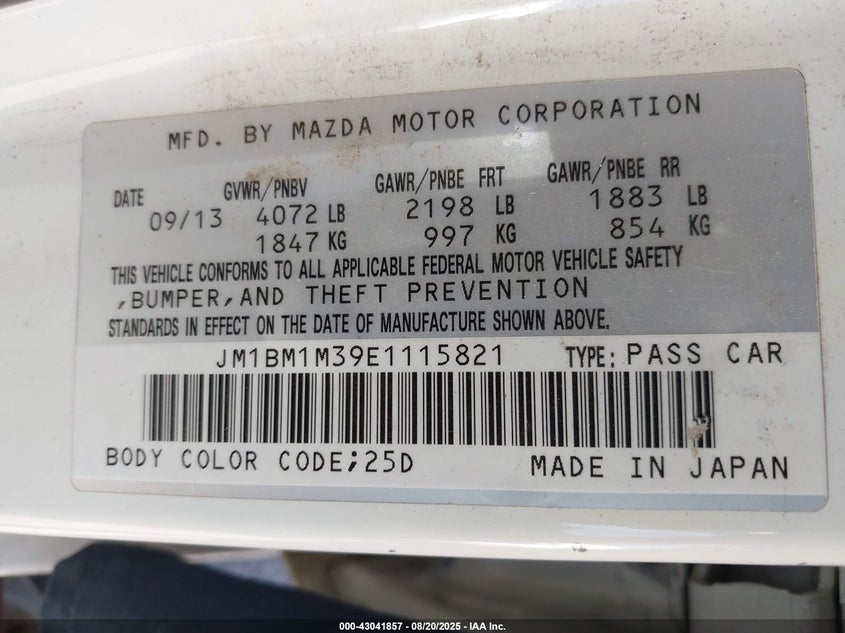 MFD. BY MAZDA MOTOR CORPORATION
DATE GVWR/PNBV GAWR/PNBE FRT GAWR/PNBE RR
09/13 4072 LB 2198 LB 1883 LB
1847 KG 997 KG 854 KG
THIS VEHICLE CONFORMS TO ALL APPLICABLE FEDERAL MOTOR VEHICLE SAFETY
,BUMPER,AND THEFT PREVENTION
STANDARDS IN EFFECT ON THE DATE OF MANUFACTURE SHOWN ABOVE.
JM1BM1M39E1115821 TYPE: PASS CAR
BODY COLOR CODE;25D MADE IN JAPAN
000-43041857 - 08/20/2025 - IAA Inc.